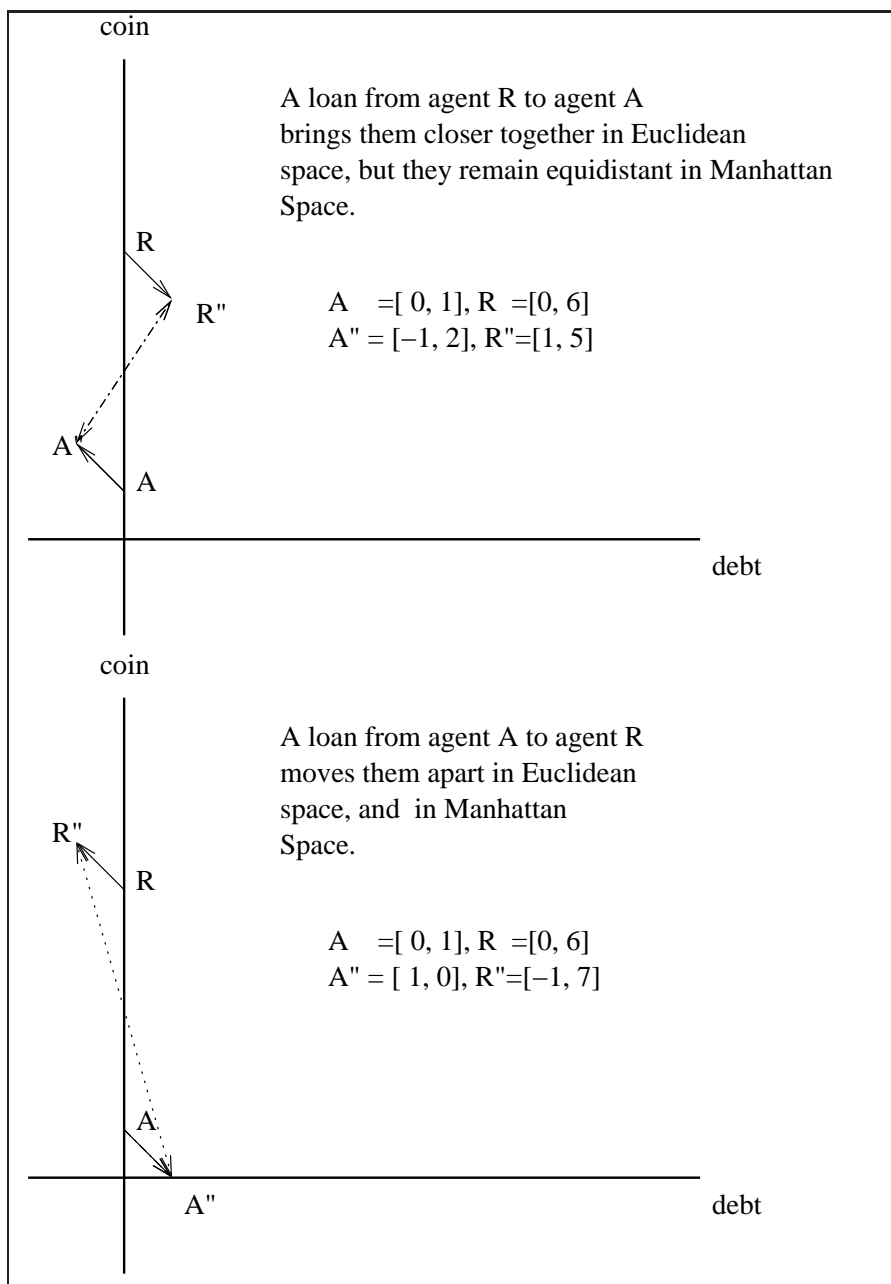 coin
A loan from agent R to agent A
brings them closer together in Euclidean
space, but they remain equidistant in Manhattan
Space.
R
R"
A =[ 0, 1], R =[0, 6]
A" = [–1, 2], R"=[1, 5]
A"
A
debt
coin
A loan from agent A to agent R
moves them apart in Euclidean
space, and in Manhattan
Space.
R"
R
A =[ 0, 1], R =[0, 6]
A" = [ 1, 0], R"=[–1, 7]
A
A"
debt